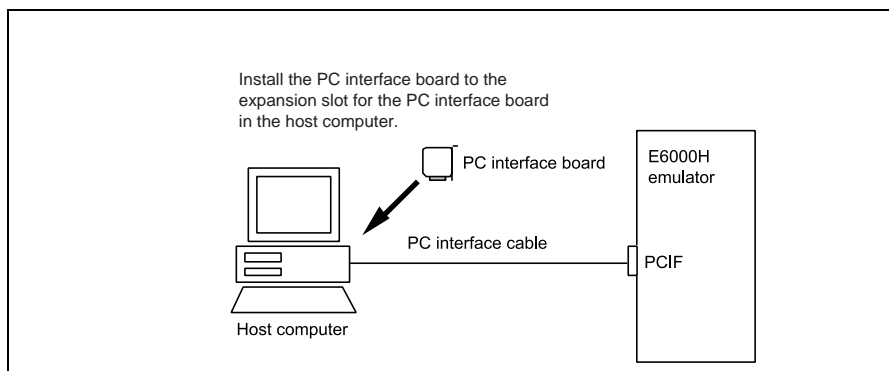 Install the PC interface board to the
expansion slot for the PC interface board
in the host computer.
PC interface board
E6000H
emulator
PC interface cable
PCIF
Host computer